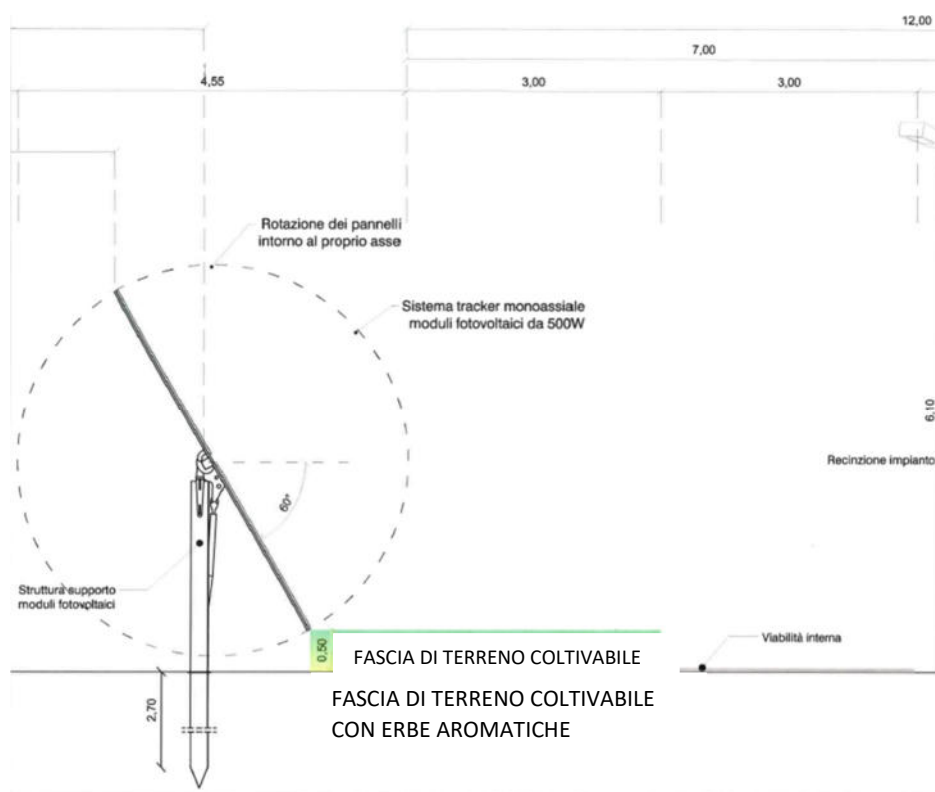 12,00
7,00
4,55
3,00
3,00
Rotazione dei pannelli
intorno al proprio asse
Sistema tracker monoassiale
moduli fotovoltaici da 500W
6,10
Recinzione impianto
60°
Struttura supporto
moduli fotovoltaici
0,50
FASCIA DI TERRENO COLTIVABILE
Viabilità interna
FASCIA DI TERRENO COLTIVABILE
CON ERBE AROMATICHE
2,70